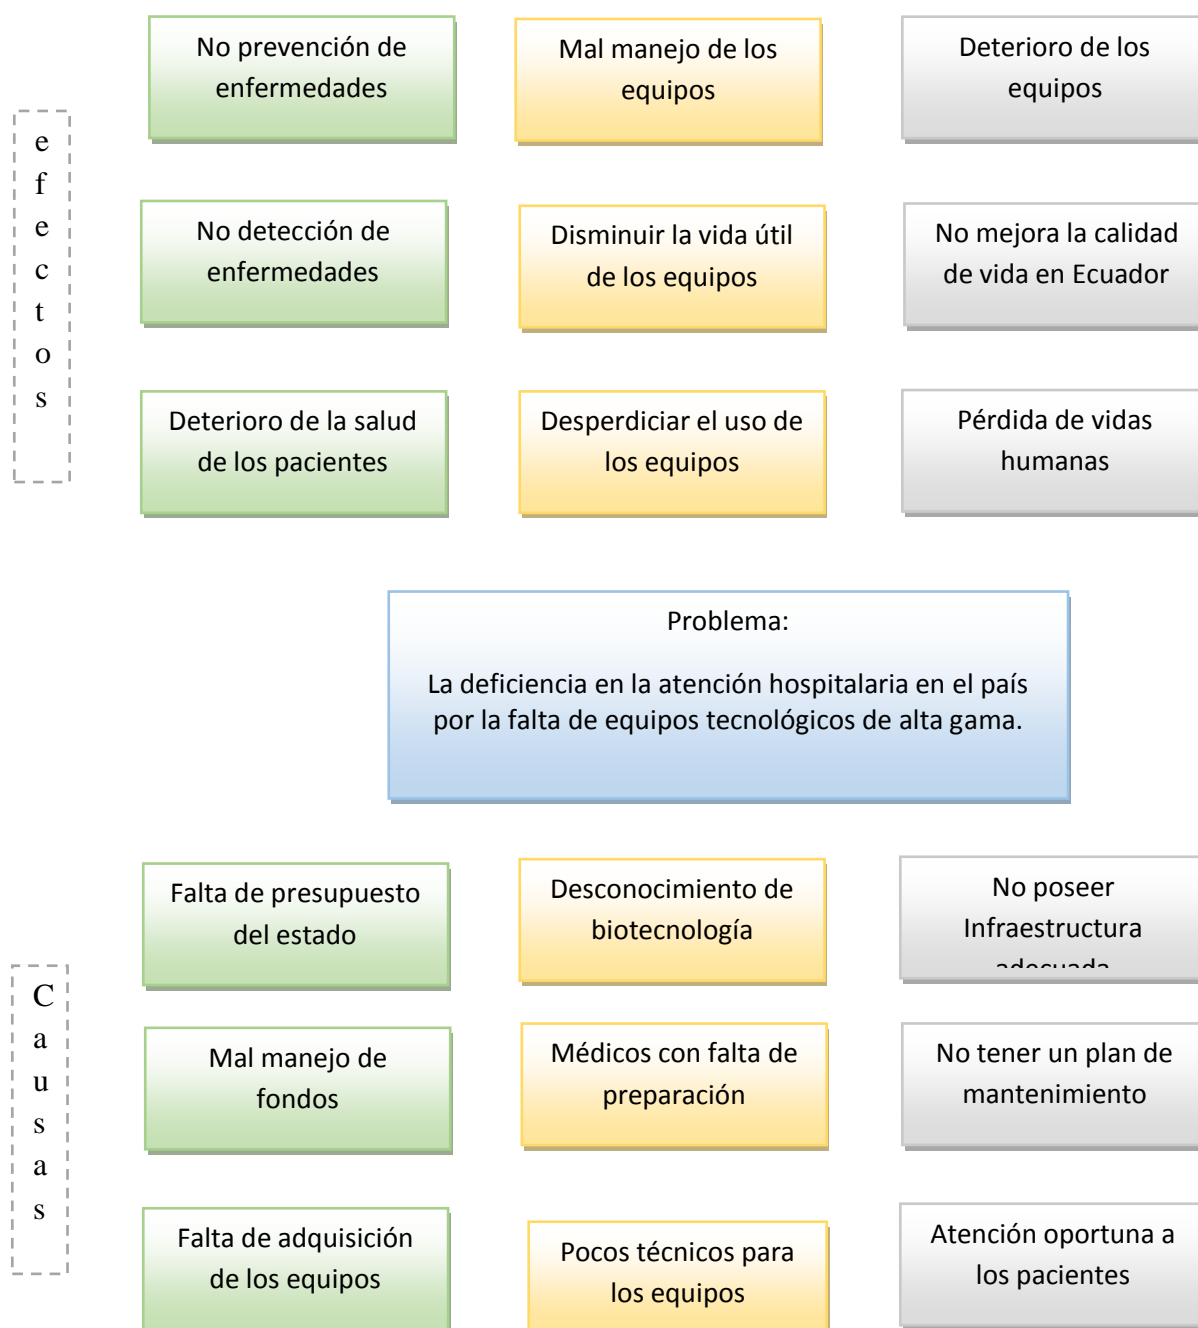 No prevención de
enfermedades
Mal manejo de los
equipos
Deterioro de los
equipos
efectos
No detección de
enfermedades
Disminuir la vida útil
de los equipos
No mejora la calidad
de vida en Ecuador
Deterioro de la salud
de los pacientes
Desperdiciar el uso de
los equipos
Pérdida de vidas
humanas
Problema:
La deficiencia en la atención hospitalaria en el país
por la falta de equipos tecnológicos de alta gama.
Falta de presupuesto
del estado
Desconocimiento de
biotecnología
No poseer
Infraestructura
adecuada
Causas
Mal manejo de
fondos
Médicos con falta de
preparación
No tener un plan de
mantenimiento
Falta de adquisición
de los equipos
Pocos técnicos para
los equipos
Atención oportuna a
los pacientes